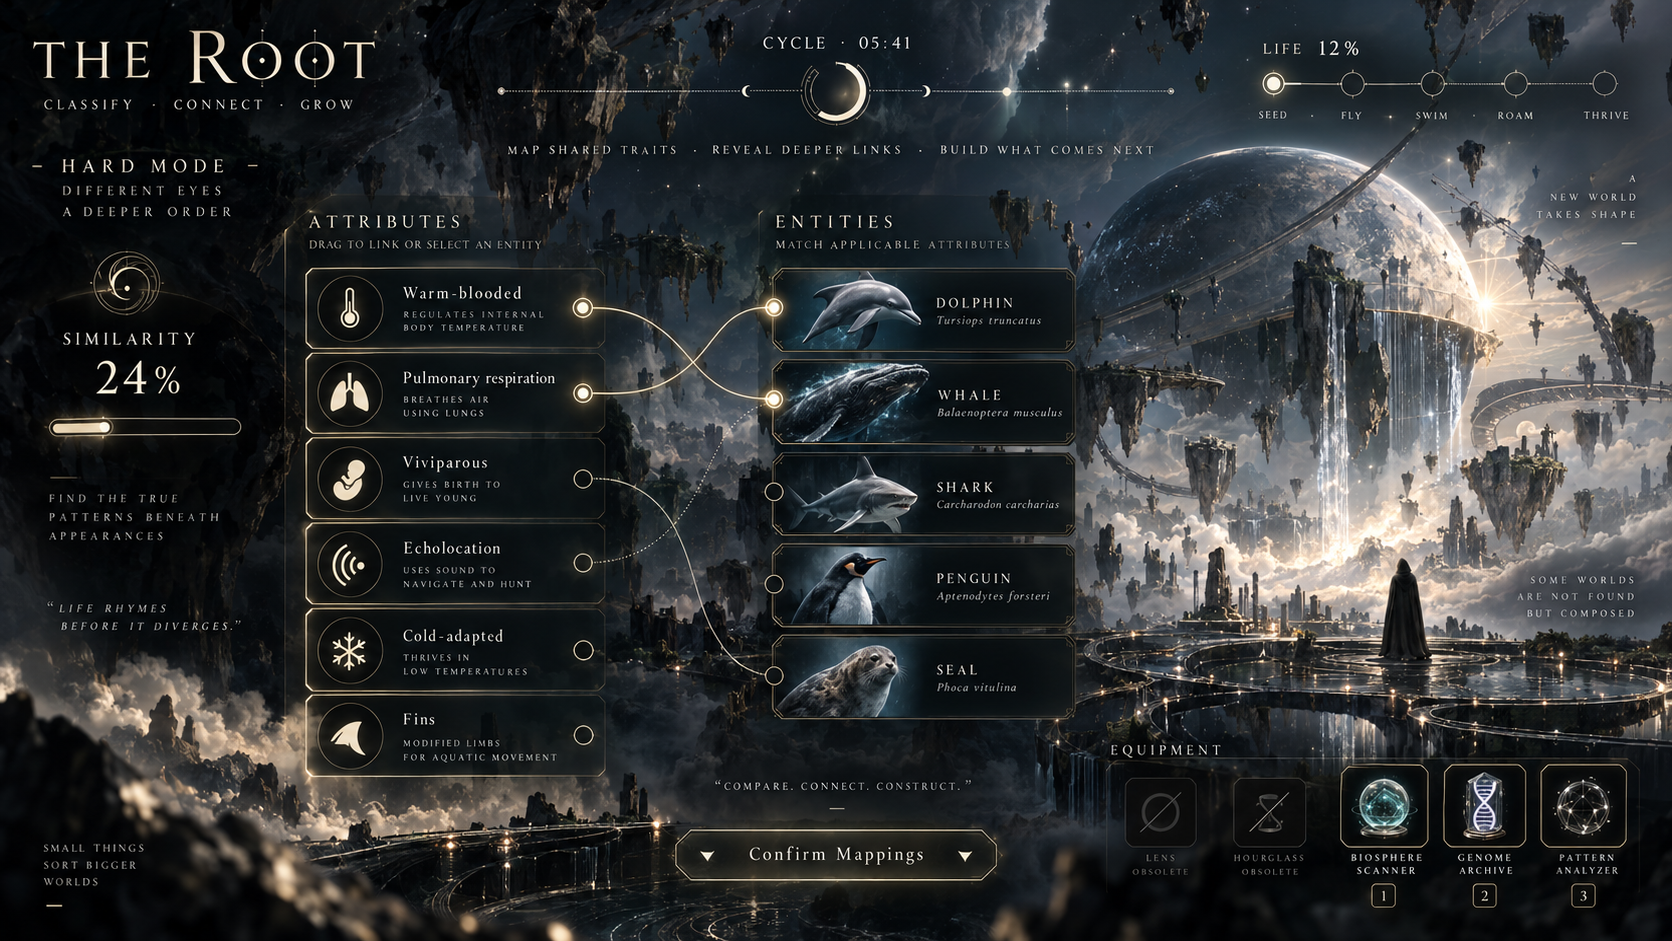 THE ROOT
CLASSIFY · CONNECT · GROW
CYCLE · 05:41
MAP SHARED TRAITS · REVEAL DEEPER LINKS · BUILD WHAT COMES NEXT
LIFE 12%
SEED · FLY · SWIM · ROAM THRIVE
A
NEW WORLD
TAKES SHAPE
– HARD MODE –
DIFFERENT EYES
A DEEPER ORDER
SIMILARITY
24%
FIND THE TRUE
PATTERNS BENEATH
APPEARANCES
“LIFE RHYMES
BEFORE IT DIVERGES.”
SMALL THINGS
SORT BIGGER
WORLDS
ATTRIBUTES
DRAG TO LINK OR SELECT AN ENTITY
Warm-blooded
REGULATES INTERNAL
BODY TEMPERATURE
Pulmonary respiration
BREATHES AIR
USING LUNGS
Viviparous
GIVES BIRTH TO
LIVE YOUNG
Echolocation
USES SOUND TO
NAVIGATE AND HUNT
Cold-adapted
THRIVES IN
LOW TEMPERATURES
Fins
MODIFIED LIMBS
FOR AQUATIC MOVEMENT
ENTITIES
MATCH APPLICABLE ATTRIBUTES
DOLPHIN
Tursiops truncatus
WHALE
Balaenoptera musculus
SHARK
Carcharodon carcharias
PENGUIN
Aptenodytes forsteri
SEAL
Phoca vitulina
“COMPARE. CONNECT. CONSTRUCT.”
Confirm Mappings
SOME WORLDS
ARE NOT FOUND
BUT COMPOSED
EQUIPMENT
LENS
OBSOLETE
HOURGLASS
OBSOLETE
BIOSPHERE
SCANNER
1
GENOME
ARCHIVE
2
PATTERN
ANALYZER
3